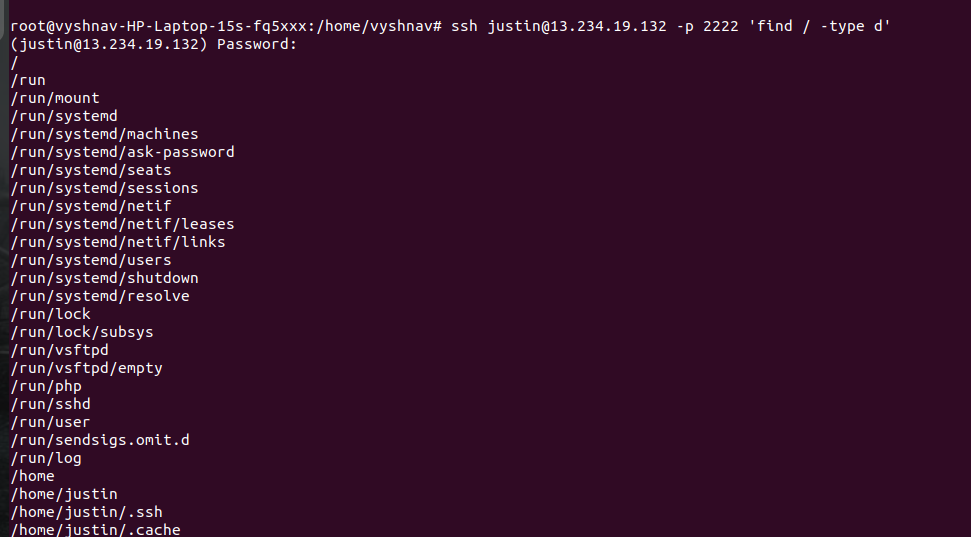 root@vyshnav-HP-Laptop-15s-fq5xxx:/home/vyshnav# ssh justin@13.234.19.132 -p 2222 'find / -type d'
(justin@13.234.19.132) Password:
/
/run
/run/mount
/run/systemd
/run/systemd/machines
/run/systemd/ask-password
/run/systemd/seats
/run/systemd/sessions
/run/systemd/netif
/run/systemd/netif/leases
/run/systemd/netif/links
/run/systemd/users
/run/systemd/shutdown
/run/systemd/resolve
/run/lock
/run/lock/subsys
/run/vsftpd
/run/vsftpd/empty
/run/php
/run/sshd
/run/user
/run/sendsigs.omit.d
/run/log
/home
/home/justin
/home/justin/.ssh
/home/justin/.cache